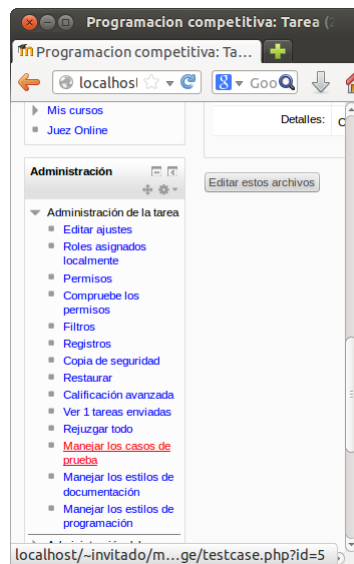 Programacion competitiva: Tarea (
Programacion competitiva: Ta...
localhost
Goo
Mis cursos
Juez Online
Detalles:
Administración
Editar estos archivos
Administración de la tarea
Editar ajustes
Roles asignados
localmente
Permisos
Compruebe los
permisos
Filtros
Registros
Copia de seguridad
Restaurar
Calificación avanzada
Ver 1 tareas enviadas
Rejuzgar todo
Manejar los casos de
prueba
Manejar los estilos de
documentación
Manejar los estilos de
programación
localhost/~invitado/m...ge/testcase.php?id=5